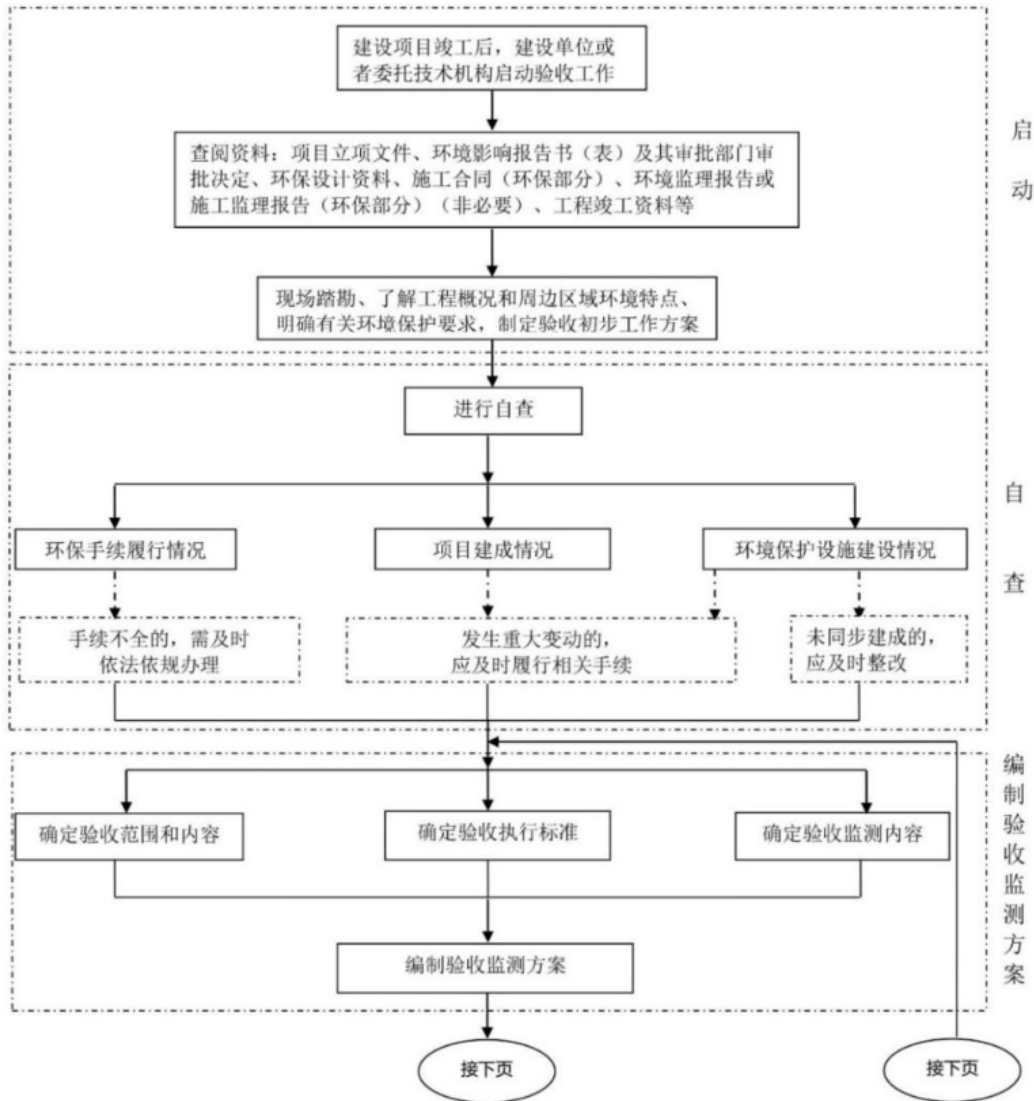 建设项目竣工后，建设单位或
者委托技术机构启动验收工作
启
动
查阅资料：项目立项文件、环境影响报告书（表）及其审批部门审
批决定、环保设计资料、施工合同（环保部分）、环境监理报告或
施工监理报告（环保部分）（非必要）、工程竣工资料等
现场踏勘、了解工程概况和周边区域环境特点、
明确有关环境保护要求，制定验收初步工作方案
进行自查
自
查
环保手续履行情况
项目建成情况
环境保护设施建设情况
手续不全的，需及时
依法依规办理
发生重大变动的，
应及时履行相关手续
未同步建成的，
应及时整改
编
制
验
收
监
测
方
案
确定验收范围和内容
确定验收执行标准
确定验收监测内容
编制验收监测方案
接下页
接下页